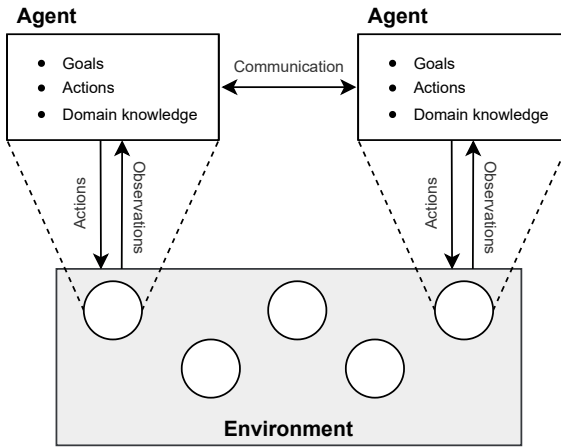 Agent
Agent
• Goals
• Actions
• Domain knowledge
Communication
• Goals
• Actions
• Domain knowledge
Actions
Observations
Actions
Observations
Environment